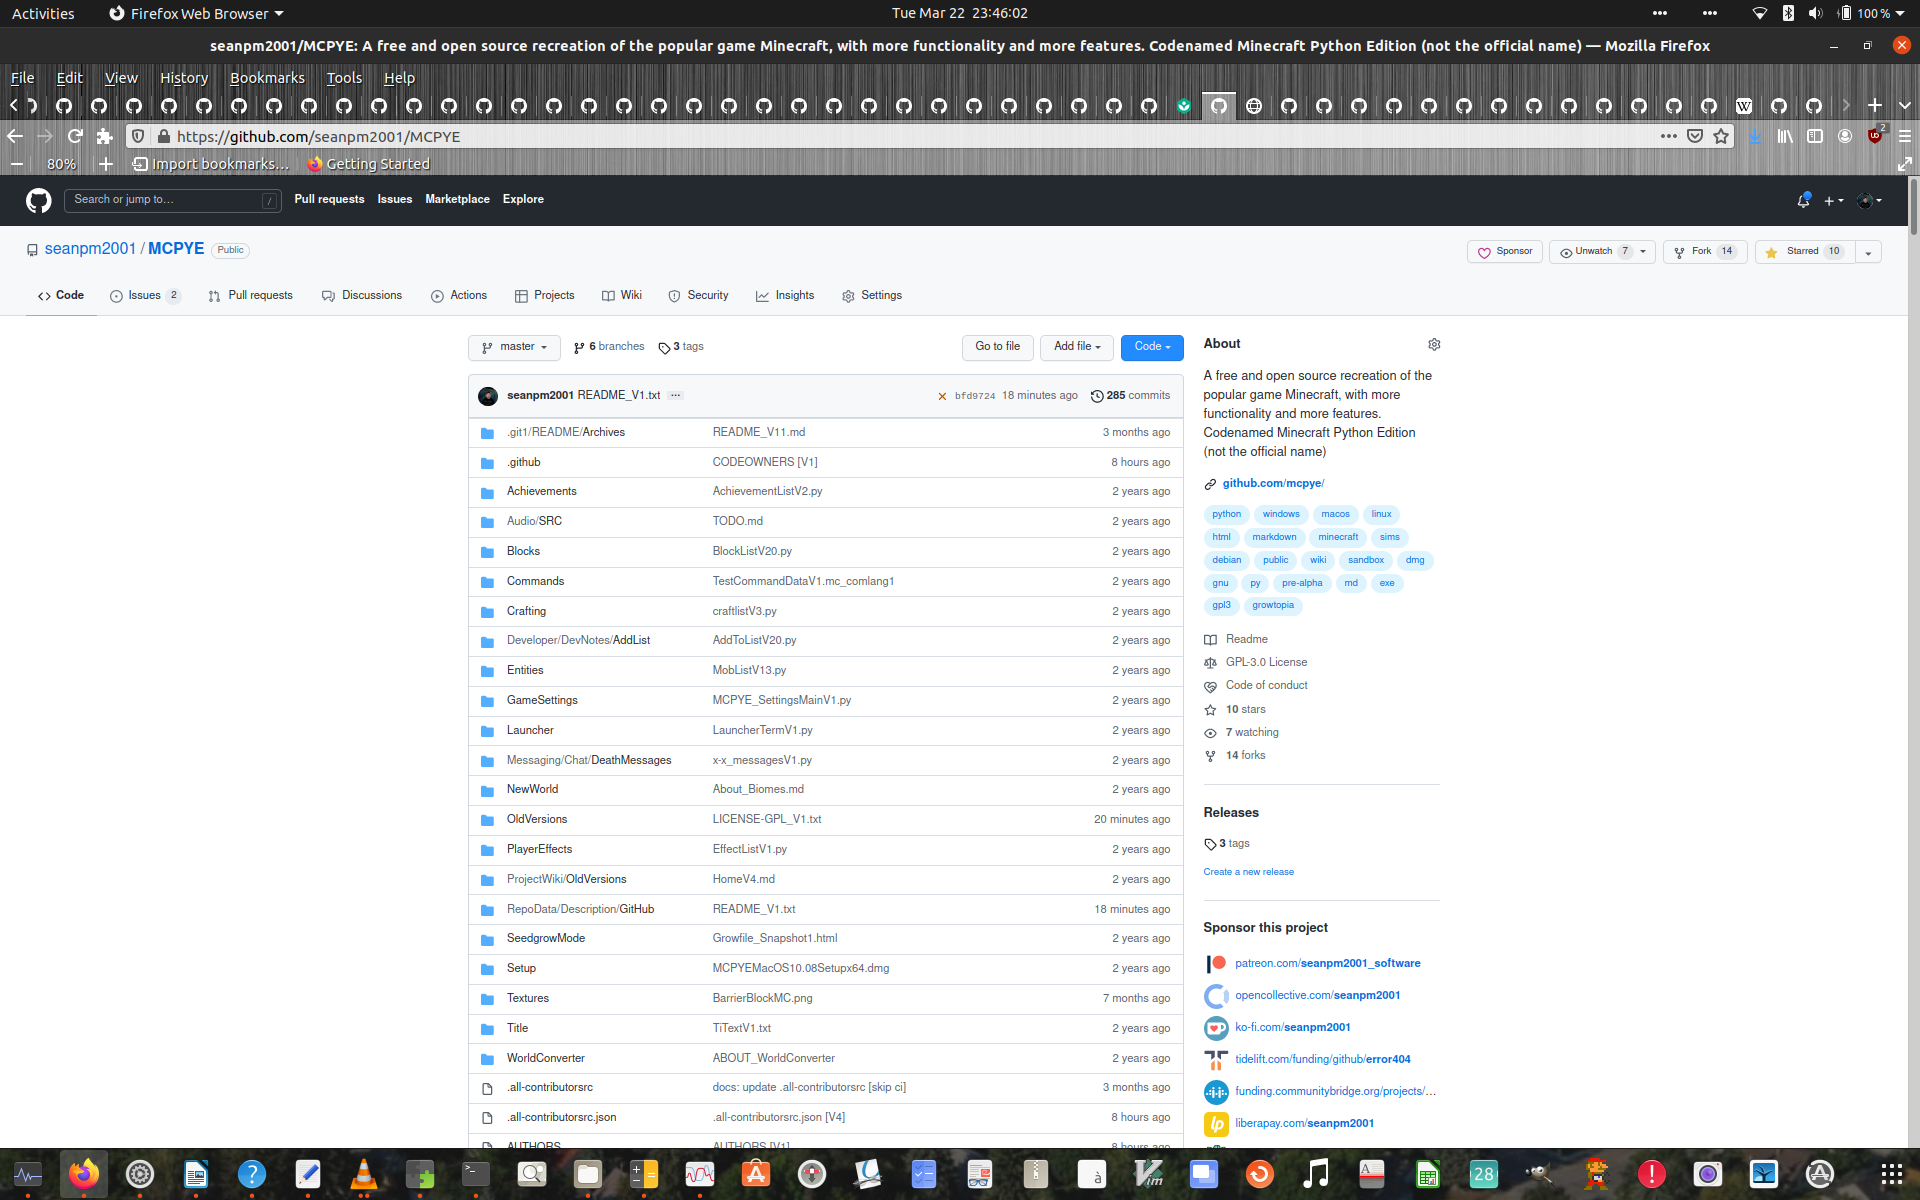 Activities Firefox Web Browser Tue Mar 22 23:46:02 100 %
seanpm2001/MCPYE: A free and open source recreation of the popular game Minecraft, with more functionality and more features. Codenamed Minecraft Python Edition (not the official name) — Mozilla Firefox
File Edit View History Bookmarks Tools Help
W
https://github.com/seanpm2001/MCPYE 2
80% Import bookmarks... Getting Started
Search or jump to... / Pull requests Issues Marketplace Explore
seanpm2001 / MCPYE Public Sponsor Unwatch 7 Fork 14 Starred 10
Code Issues 2 Pull requests Discussions Actions Projects Wiki Security Insights Settings
master 6 branches 3 tags Go to file Add file Code
seanpm2001 README_V1.txt ... bfd9724 18 minutes ago 285 commits
.git1/README/Archives README_V11.md 3 months ago
.github CODEOWNERS [V1] 8 hours ago
Achievements AchievementListV2.py 2 years ago
Audio/SRC TODO.md 2 years ago
Blocks BlockListV20.py 2 years ago
Commands TestCommandDataV1.mc_comlang1 2 years ago
Crafting craftlistV3.py 2 years ago
Developer/DevNotes/AddList AddToListV20.py 2 years ago
Entities MobListV13.py 2 years ago
GameSettings MCPYE_SettingsMainV1.py 2 years ago
Launcher LauncherTermV1.py 2 years ago
Messaging/Chat/DeathMessages x-x_messagesV1.py 2 years ago
NewWorld About_Biomes.md 2 years ago
OldVersions LICENSE-GPL_V1.txt 20 minutes ago
PlayerEffects EffectListV1.py 2 years ago
ProjectWiki/OldVersions HomeV4.md 2 years ago
RepoData/Description/GitHub README_V1.txt 18 minutes ago
SeedgrowMode Growfile_Snapshot1.html 2 years ago
Setup MCPYEMacOS10.08Setupx64.dmg 2 years ago
Textures BarrierBlockMC.png 7 months ago
Title TiTextV1.txt 2 years ago
WorldConverter ABOUT_WorldConverter 2 years ago
.all-contributorsrc docs: update .all-contributorsrc [skip ci] 3 months ago
.all-contributorsrc.json .all-contributorsrc.json [V4] 8 hours ago
AUTHORS AUTHORS [V1] 8 hours ago
About
A free and open source recreation of the
popular game Minecraft, with more
functionality and more features.
Codenamed Minecraft Python Edition
(not the official name)
github.com/mcpye/
python windows macos linux
html markdown minecraft sims
debian public wiki sandbox dmg
gnu py pre-alpha md exe
gpl3 growtopia
Readme
GPL-3.0 License
Code of conduct
10 stars
7 watching
14 forks
Releases
3 tags
Create a new release
Sponsor this project
patreon.com/seanpm2001_software
opencollective.com/seanpm2001
ko-fi.com/seanpm2001
tidelift.com/funding/github/error404
funding.communitybridge.org/projects/...
lp liberapay.com/seanpm2001
28